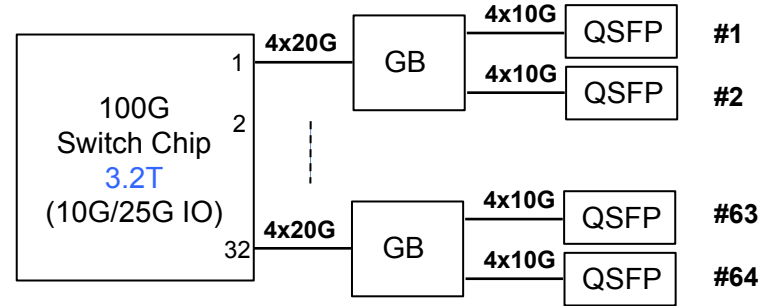 4x20G
GB
4x10G
QSFP
#1
4x10G
QSFP
#2
1
2
32
100G
Switch Chip
3.2T
(10G/25G IO)
4x20G
GB
4x10G
QSFP
#63
4x10G
QSFP
#64